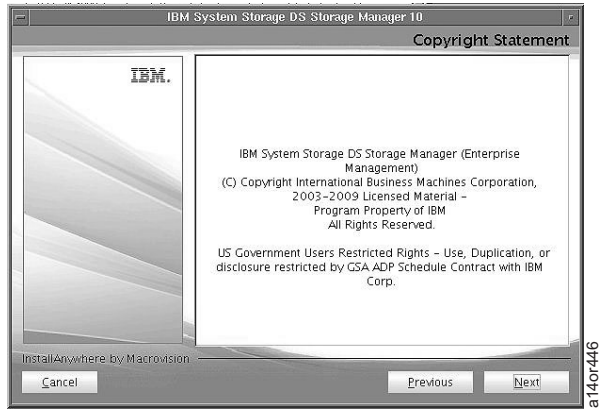 IBM System Storage DS Storage Manager 10
Copyright Statement
IBM.
IBM System Storage DS Storage Manager (Enterprise
Management)
(C) Copyright International Business Machines Corporation,
2003-2009 Licensed Material -
Program Property of IBM
All Rights Reserved.
US Government Users Restricted Rights - Use, Duplication, or
disclosure restricted by GSA ADP Schedule Contract with IBM
Corp.
InstallAnywhere by Macrovision
Cancel
Previous
Next
a14or446